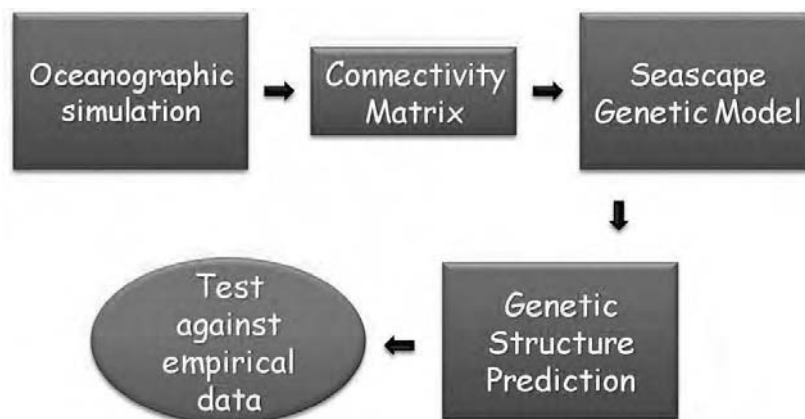 Oceanographic
simulation
Connectivity
Matrix
Seascape
Genetic Model
Genetic
Structure
Prediction
Test
against
empirical
data